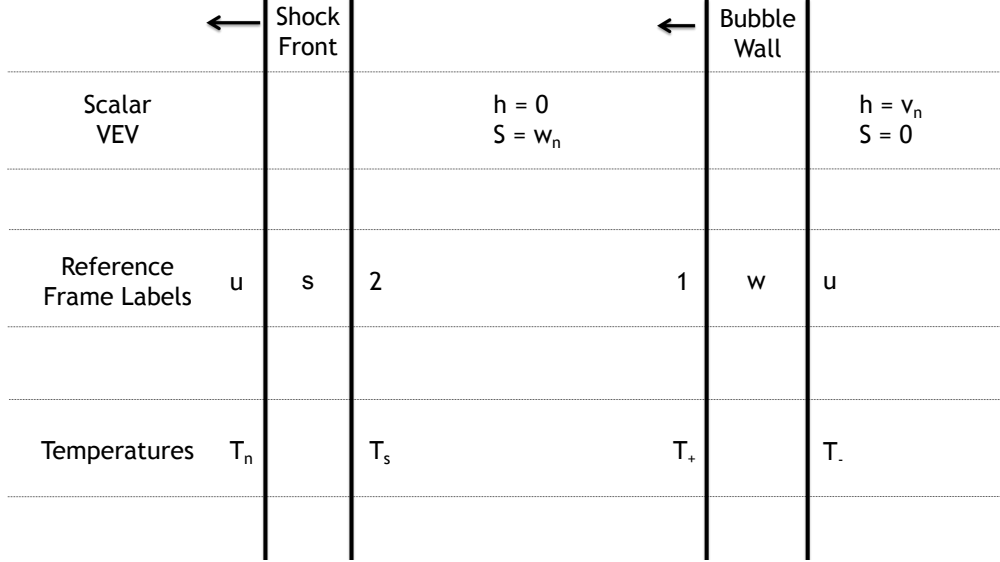 Shock
Front
Bubble
Wall
Scalar
VEV
h = 0
S = wₙ
h = vₙ
S = 0
Reference
Frame Labels
u
s
2
1
w
u
Temperatures
Tₙ
Tₛ
T₊
T₋